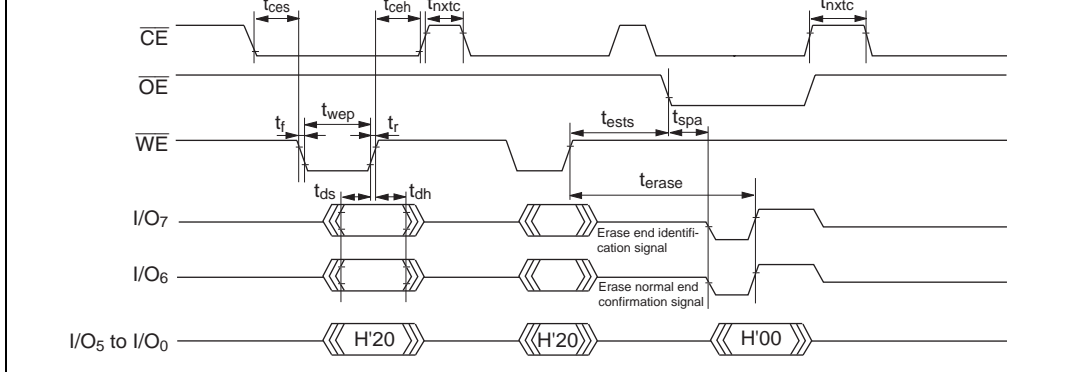 tces tceh tnxtc tnxtc
CE
OE
tests tspa
tf twep tr
WE
terase
tds tdh
I/O7
Erase end identifi-
cation signal
I/O6
Erase normal end
confirmation signal
I/O5 to I/O0 H'20 H'20 H'00